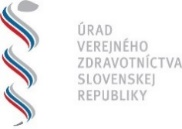 ÚRAD
VEREJNÉHO
ZDRAVOTNÍCTVA
SLOVENSKEJ
REPUBLIKY